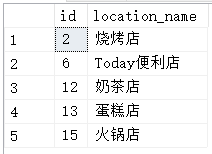 id location_name
1 2 烧烤店
2 6 Today便利店
3 12 奶茶店
4 13 蛋糕店
5 15 火锅店